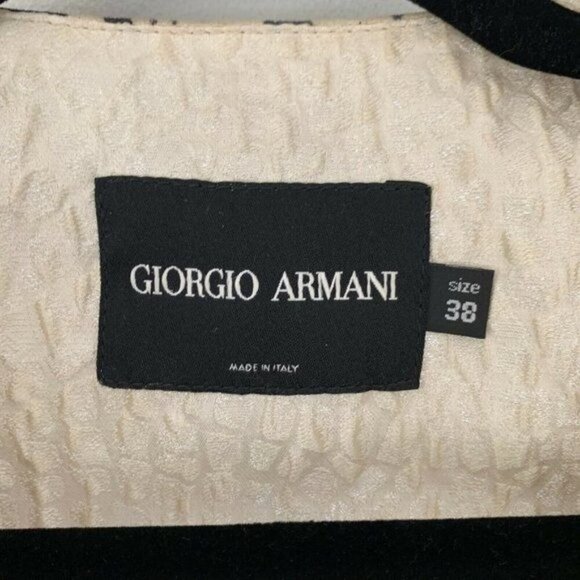 GIORGIO ARMANI
MADE IN ITALY
size
38